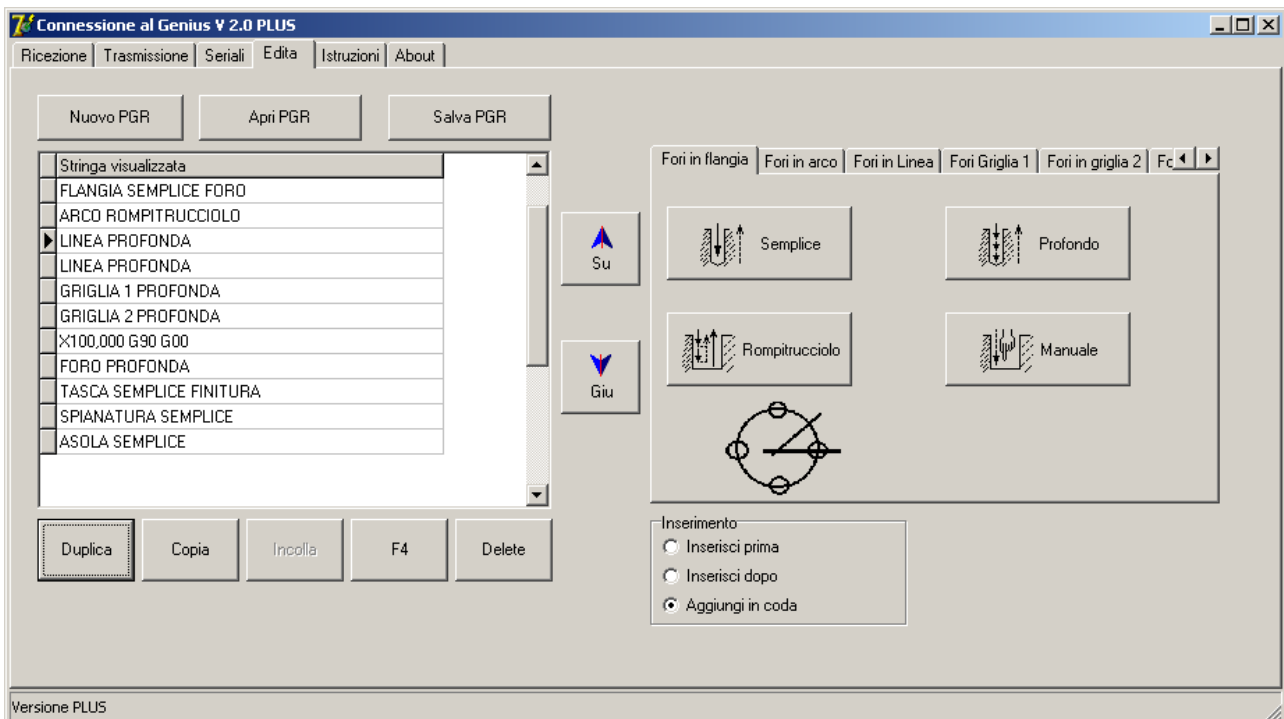 Connessione al Genius V 2.0 PLUS
Ricezione Trasmissione Seriali Edita Istruzioni About
Nuovo PGR Apri PGR Salva PGR
Stringa visualizzata
FLANGIA SEMPLICE FORO
ARCO ROMPITRUCCIOLO
LINEA PROFONDA
LINEA PROFONDA
GRIGLIA 1 PROFONDA
GRIGLIA 2 PROFONDA
X100,000 G90 G00
FORO PROFONDA
TASCA SEMPLICE FINITURA
SPIANATURA SEMPLICE
ASOLA SEMPLICE
Su
Giu
Duplica Copia Incolla F4 Delete
Fori in flangia Fori in arco Fori in Linea Fori Griglia 1 Fori in griglia 2
Semplice Profondo
Rompitrucciolo Manuale
Inserimento
Inserisci prima
Inserisci dopo
Aggiungi in coda
Versione PLUS